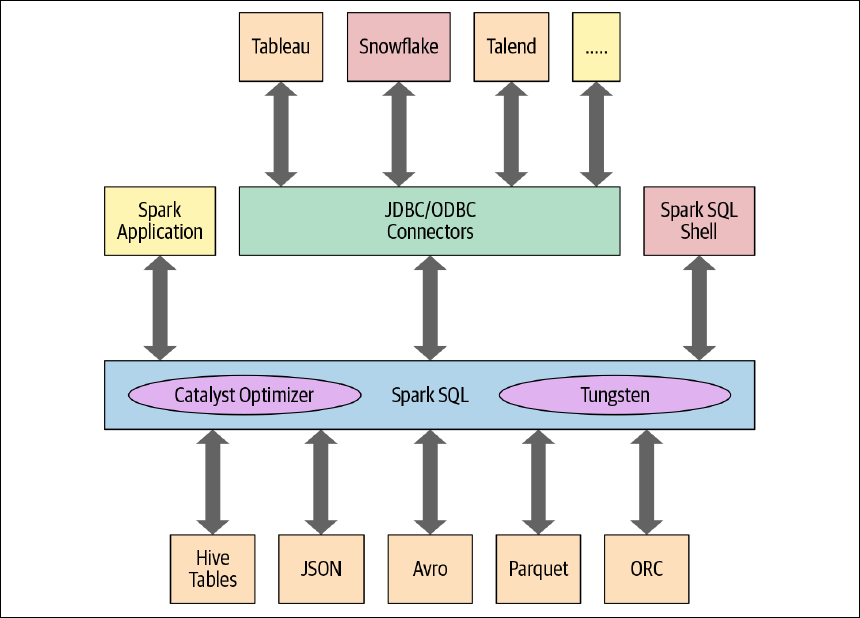 Tableau
Snowflake
Talend
.....
Spark
Application
JDBC/ODBC
Connectors
Spark SQL
Shell
Catalyst Optimizer
Spark SQL
Tungsten
Hive
Tables
JSON
Avro
Parquet
ORC